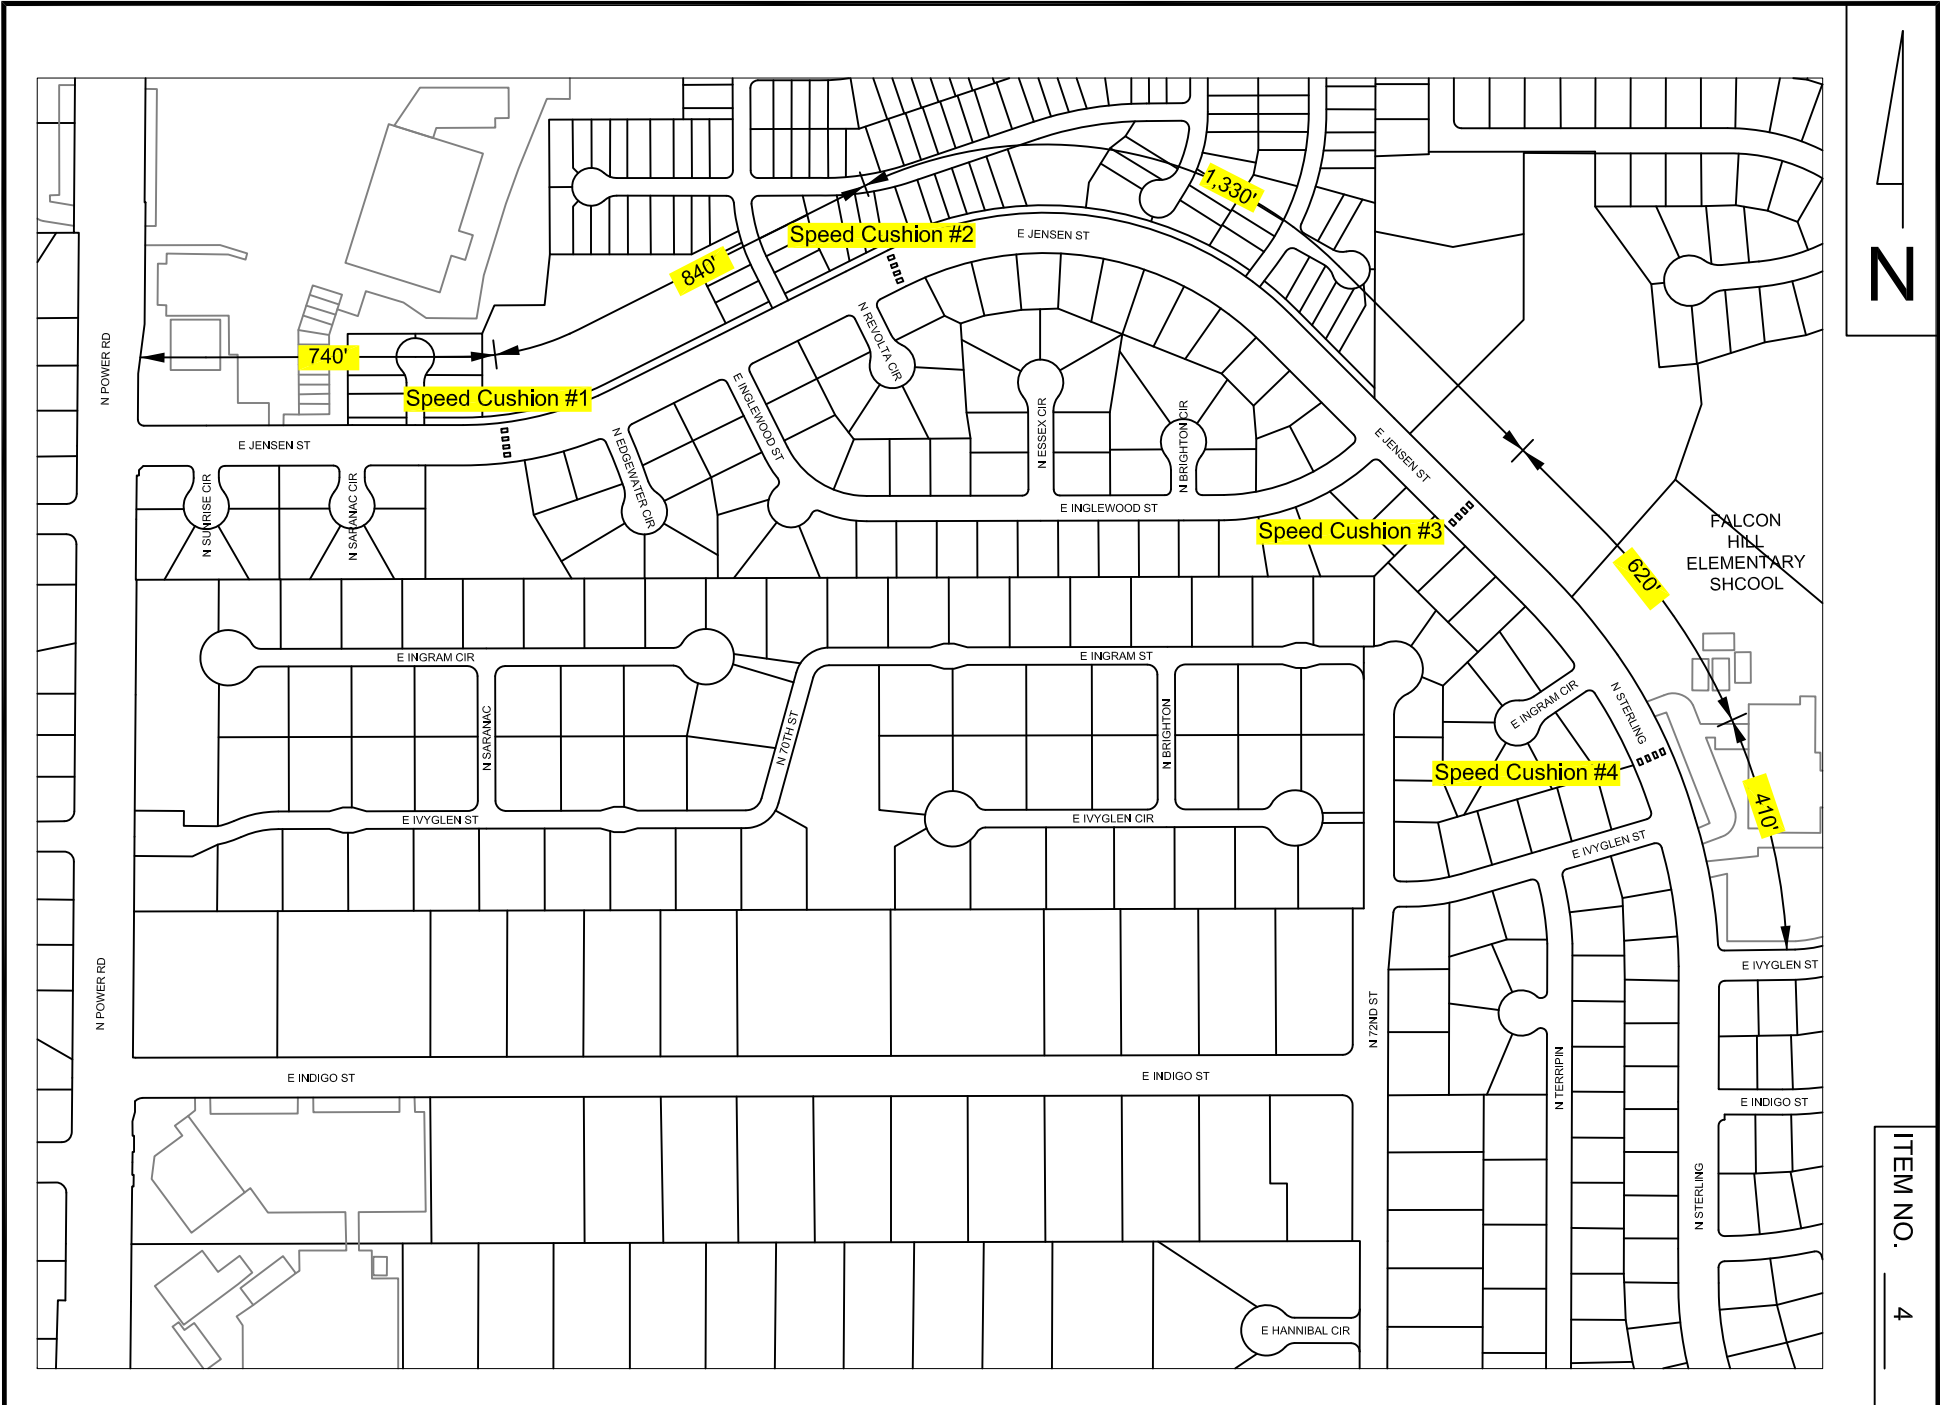 N
1,330'
Speed Cushion #2
E JENSEN ST
840'
N POWER RD
740'
Speed Cushion #1
N REVOLTA CIR
E INGLEWOOD ST
N EDGEWATER CIR
N ESSEX CIR
N BRIGHTON CIR
E JENSEN ST
E JENSEN ST
N SUNRISE CIR
N SARANAC CIR
E INGLEWOOD ST
Speed Cushion #3
FALCON
HILL
ELEMENTARY
SHCOOL
620'
E INGRAM CIR
E INGRAM ST
N SARANAC
N 70TH ST
N BRIGHTON
E INGRAM CIR
N STERLING
Speed Cushion #4
410'
E IVYGLEN ST
E IVYGLEN CIR
E IVYGLEN ST
N POWER RD
E IVYGLEN ST
N 72ND ST
E INDIGO ST
E INDIGO ST
N TERRIPIN
E INDIGO ST
N STERLING
E HANNIBAL CIR
ITEM NO. 4